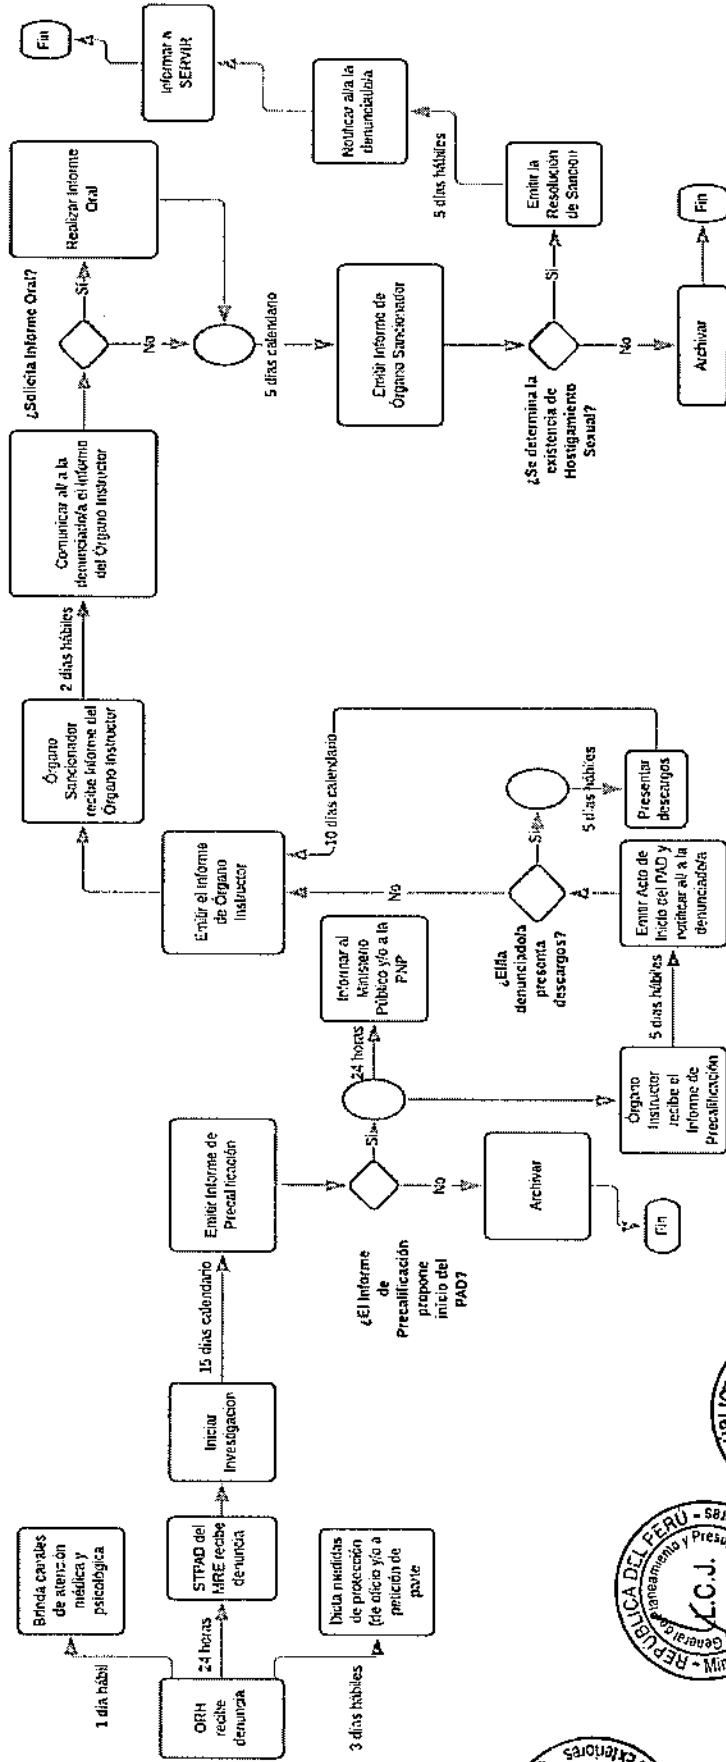 ORH
recibe
denuncia
1 día hábil
Brinda canales
de atención
médica y
psicológica
24 horas
STPAD del
MRE recibe
denuncia
3 días hábiles
Dicta medidas
de protección
(de oficio y/o a
petición de
parte
Iniciar
Investigacion
15 días calendario
Emitir Informe de
Precalificación
¿El Informe
de
Precalificación
propone
inicio del
PAD?
No
Archivar
Fin
Si
24 horas
Informar al
Ministerio
Público y/o a la
PNP
Órgano
Instructor
recibe el
Informe de
Precalificación
5 días hábiles
Emitir Acto de
Inicio del PAD y
notificar al/ a la
denunciado/a
¿El/la
denunciado/a
presenta
descargos?
No
Si
5 días hábiles
Presentar
descargos
10 días calendario
Emitir el Informe
de Órgano
Instructor
Órgano
Sancionador
recibe Informe del
Órgano Instructor
2 días hábiles
Comunicar al/ a la
denunciado/a el Informe
del Órgano Instructor
¿Solicita Informe Oral?
Si
Realizar Informe
Oral
No
5 días calendario
Emitir Informe de
Órgano Sancionador
¿Se determina la
existencia de
Hostigamiento
Sexual?
No
Archivar
Fin
Si
Emitir la
Resolución
de Sanción
5 días hábiles
Notificar al/a la
denunciado/a
Informar a
SERVIR
Fin
REPÚBLICA DEL PERÚ
L.C.J.